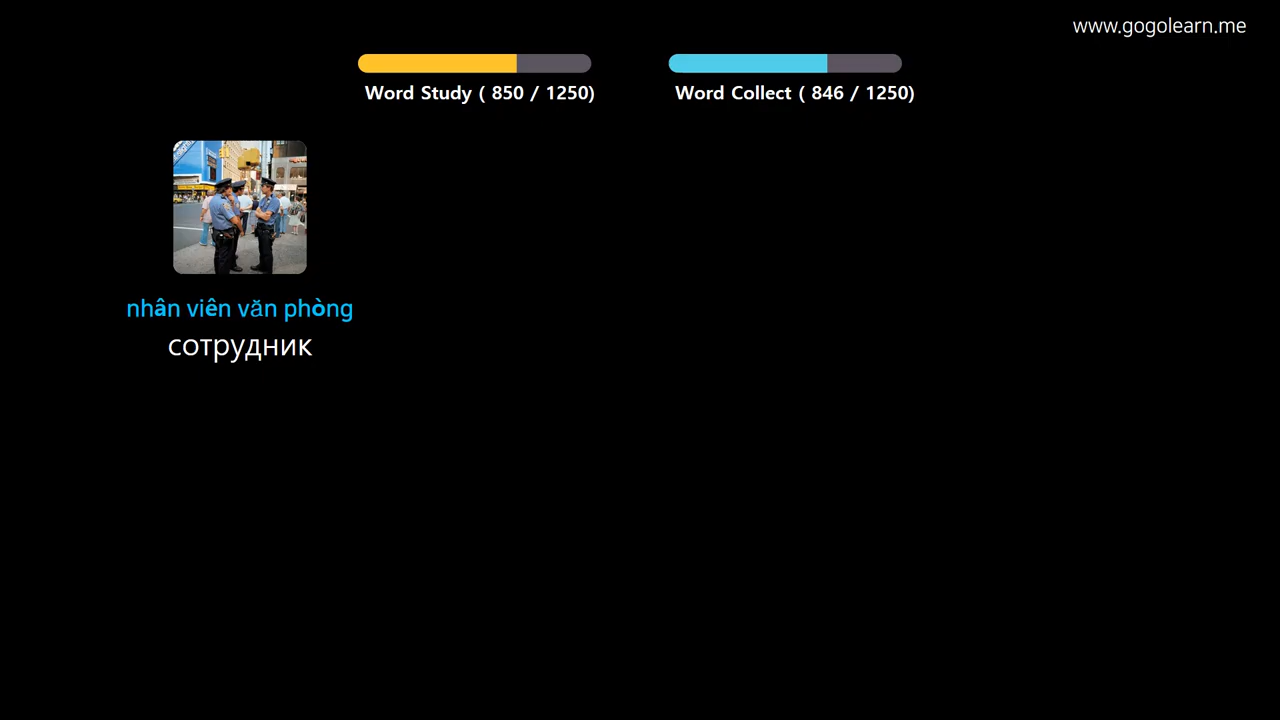 www.gogolearn.me
Word Study ( 850 / 1250)
Word Collect ( 846 / 1250)
nhân viên văn phòng
сотрудник